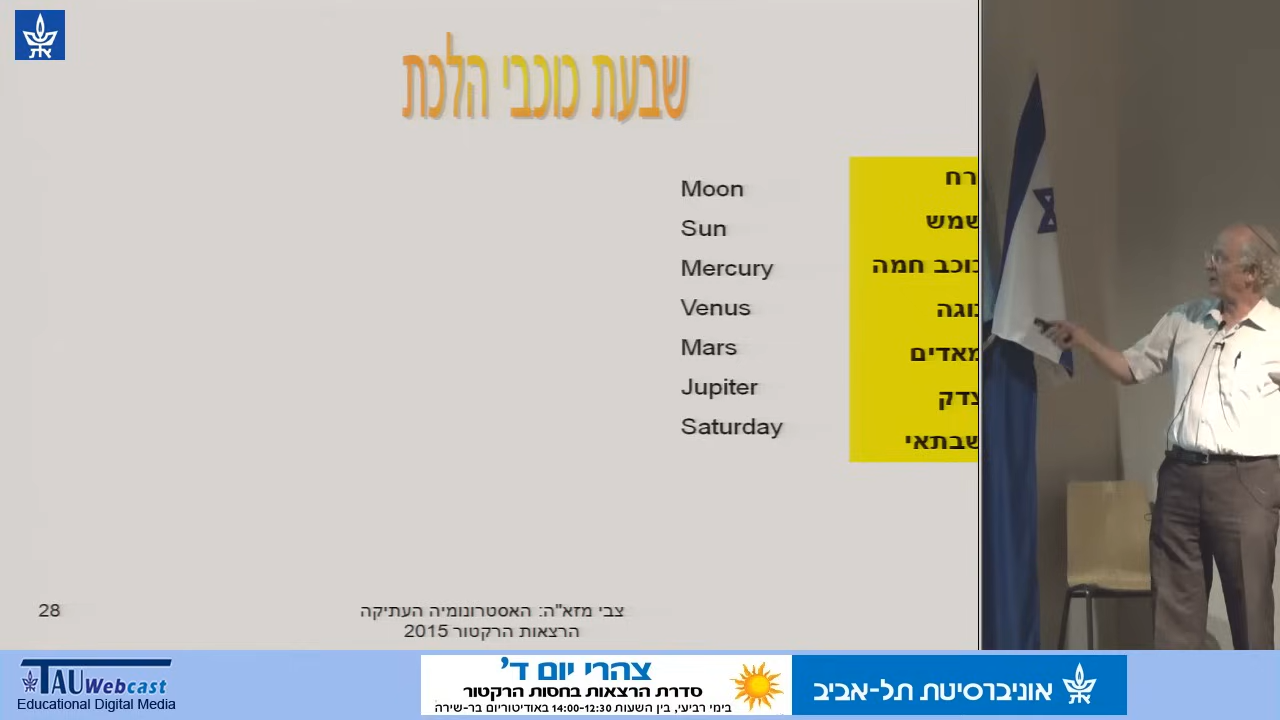 שבעת כוכבי הלכת
Moon
Sun
Mercury
Venus
Mars
Jupiter
Saturday
רח
שמש
כוכב חמה
נוגה
מאדים
צדק
שבתאי
28
צבי מזא"ה: האסטרונומיה העתיקה
הרצאות הרקטור 2015
TAU Webcast
Educational Digital Media
צהרי יום ד'
סדרת הרצאות בחסות הרקטור
בימי רביעי, בין השעות 12:30-14:00 באודיטוריום בר-שירה
אוניברסיטת תל-אביב